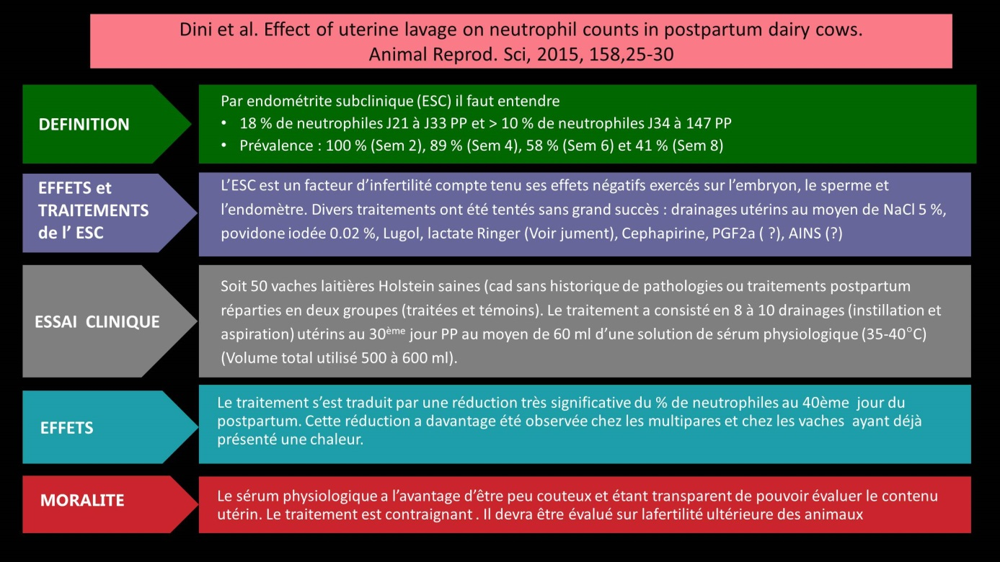 Dini et al. Effect of uterine lavage on neutrophil counts in postpartum dairy cows.
Animal Reprod. Sci, 2015, 158,25-30
DEFINITION
Par endométrite subclinique (ESC) il faut entendre
• 18 % de neutrophiles J21 à J33 PP et > 10 % de neutrophiles J34 à 147 PP
• Prévalence : 100 % (Sem 2), 89 % (Sem 4), 58 % (Sem 6) et 41 % (Sem 8)
EFFETS et
TRAITEMENTS
de l’ ESC
L’ESC est un facteur d’infertilité compte tenu ses effets négatifs exercés sur l’embryon, le sperme et
l’endomètre. Divers traitements ont été tentés sans grand succès : drainages utérins au moyen de NaCl 5 %,
povidone iodée 0.02 %, Lugol, lactate Ringer (Voir jument), Cephapirine, PGF2a ( ?), AINS (?)
ESSAI CLINIQUE
Soit 50 vaches laitières Holstein saines (cad sans historique de pathologies ou traitements postpartum
réparties en deux groupes (traitées et témoins). Le traitement a consisté en 8 à 10 drainages (instillation et
aspiration) utérins au 30ème jour PP au moyen de 60 ml d’une solution de sérum physiologique (35-40°C)
(Volume total utilisé 500 à 600 ml).
EFFETS
Le traitement s’est traduit par une réduction très significative du % de neutrophiles au 40ème jour du
postpartum. Cette réduction a davantage été observée chez les multipares et chez les vaches ayant déjà
présenté une chaleur.
MORALITE
Le sérum physiologique a l’avantage d’être peu couteux et étant transparent de pouvoir évaluer le contenu
utérin. Le traitement est contraignant . Il devra être évalué sur lafertilité ultérieure des animaux